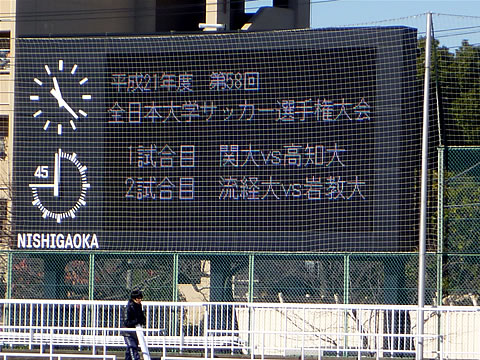 平成21年度 第58回
全日本大学サッカー選手権大会
1試合目 関大vs高知大
2試合目 流経大vs岩教大
45
NISHIGAOKA